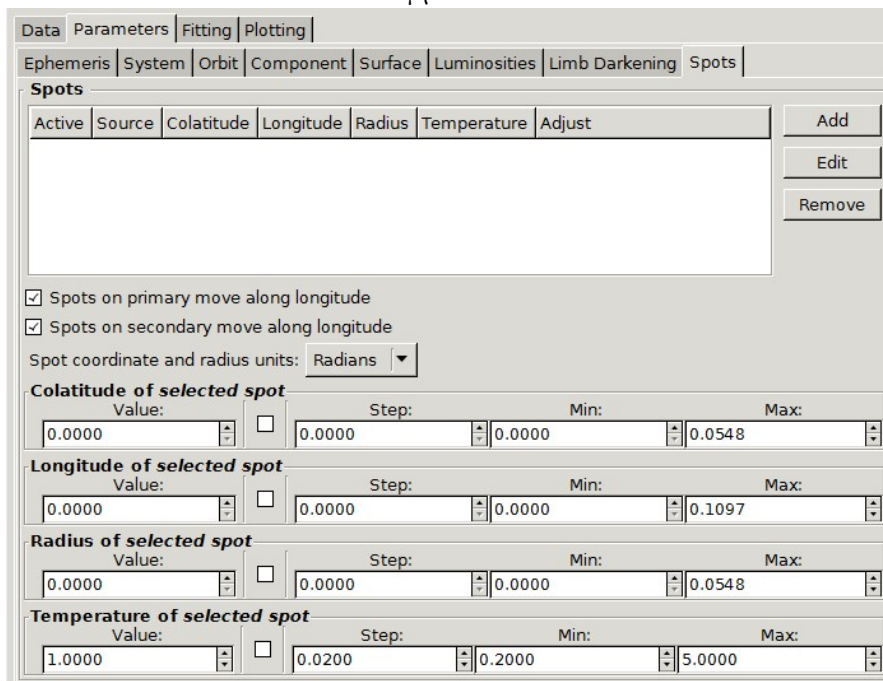 Data Parameters Fitting Plotting
Ephemeris System Orbit Component Surface Luminosities Limb Darkening Spots
Spots
Active Source Colatitude Longitude Radius Temperature Adjust
Add
Edit
Remove
Spots on primary move along longitude
Spots on secondary move along longitude
Spot coordinate and radius units: Radians
Colatitude of selected spot
Value: Step: Min: Max:
0.0000 0.0000 0.0000 0.0548
Longitude of selected spot
Value: Step: Min: Max:
0.0000 0.0000 0.0000 0.1097
Radius of selected spot
Value: Step: Min: Max:
0.0000 0.0000 0.0000 0.0548
Temperature of selected spot
Value: Step: Min: Max:
1.0000 0.0200 0.2000 5.0000